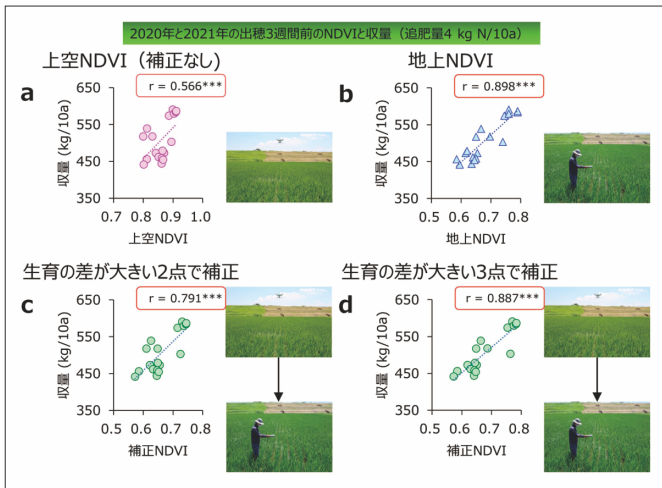 2020年と2021年の出穂3週間前のNDVIと収量（追肥量4 kg N/10a）
上空NDVI（補正なし）
a
r = 0.566***
収量 (kg/10a)
650
550
450
350
0.7 0.8 0.9 1.0
上空NDVI
地上NDVI
b
r = 0.898***
収量 (kg/10a)
650
550
450
350
0.5 0.6 0.7 0.8
地上NDVI
生育の差が大きい2点で補正
c
r = 0.791***
収量 (kg/10a)
650
550
450
350
0.5 0.6 0.7 0.8
補正NDVI
生育の差が大きい3点で補正
d
r = 0.887***
収量 (kg/10a)
650
550
450
350
0.5 0.6 0.7 0.8
補正NDVI